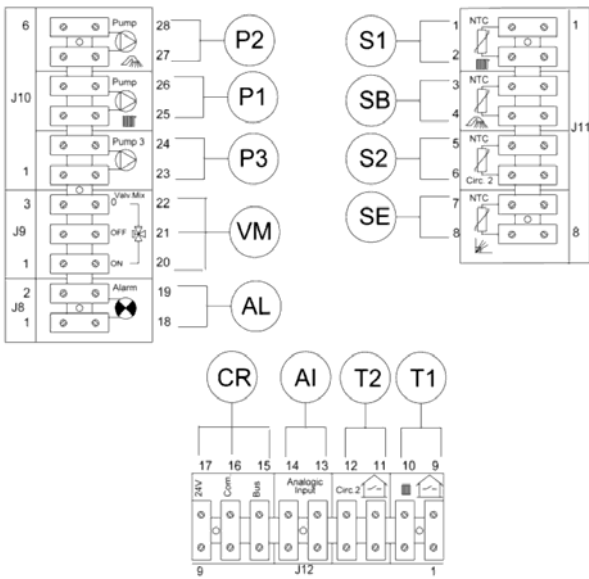 6 Pump 28
27
P2
J10
Pump 26
25
P1
1 Pump 3 24
23
P3
3 0 Valv.Mix 22
J9 OFF 21
VM
1 ON 20
2 Alarm 19
J8
AL
1 18
S1
1 NTC 1
2
SB
3 NTC
4
J11
S2
5 NTC
6 Circ. 2
SE
7 NTC
8 8
CR AI T2 T1
17 16 15 14 13 12 11 10 9
24V Com. Bus Analogic Input Circ.2
9 J12 1